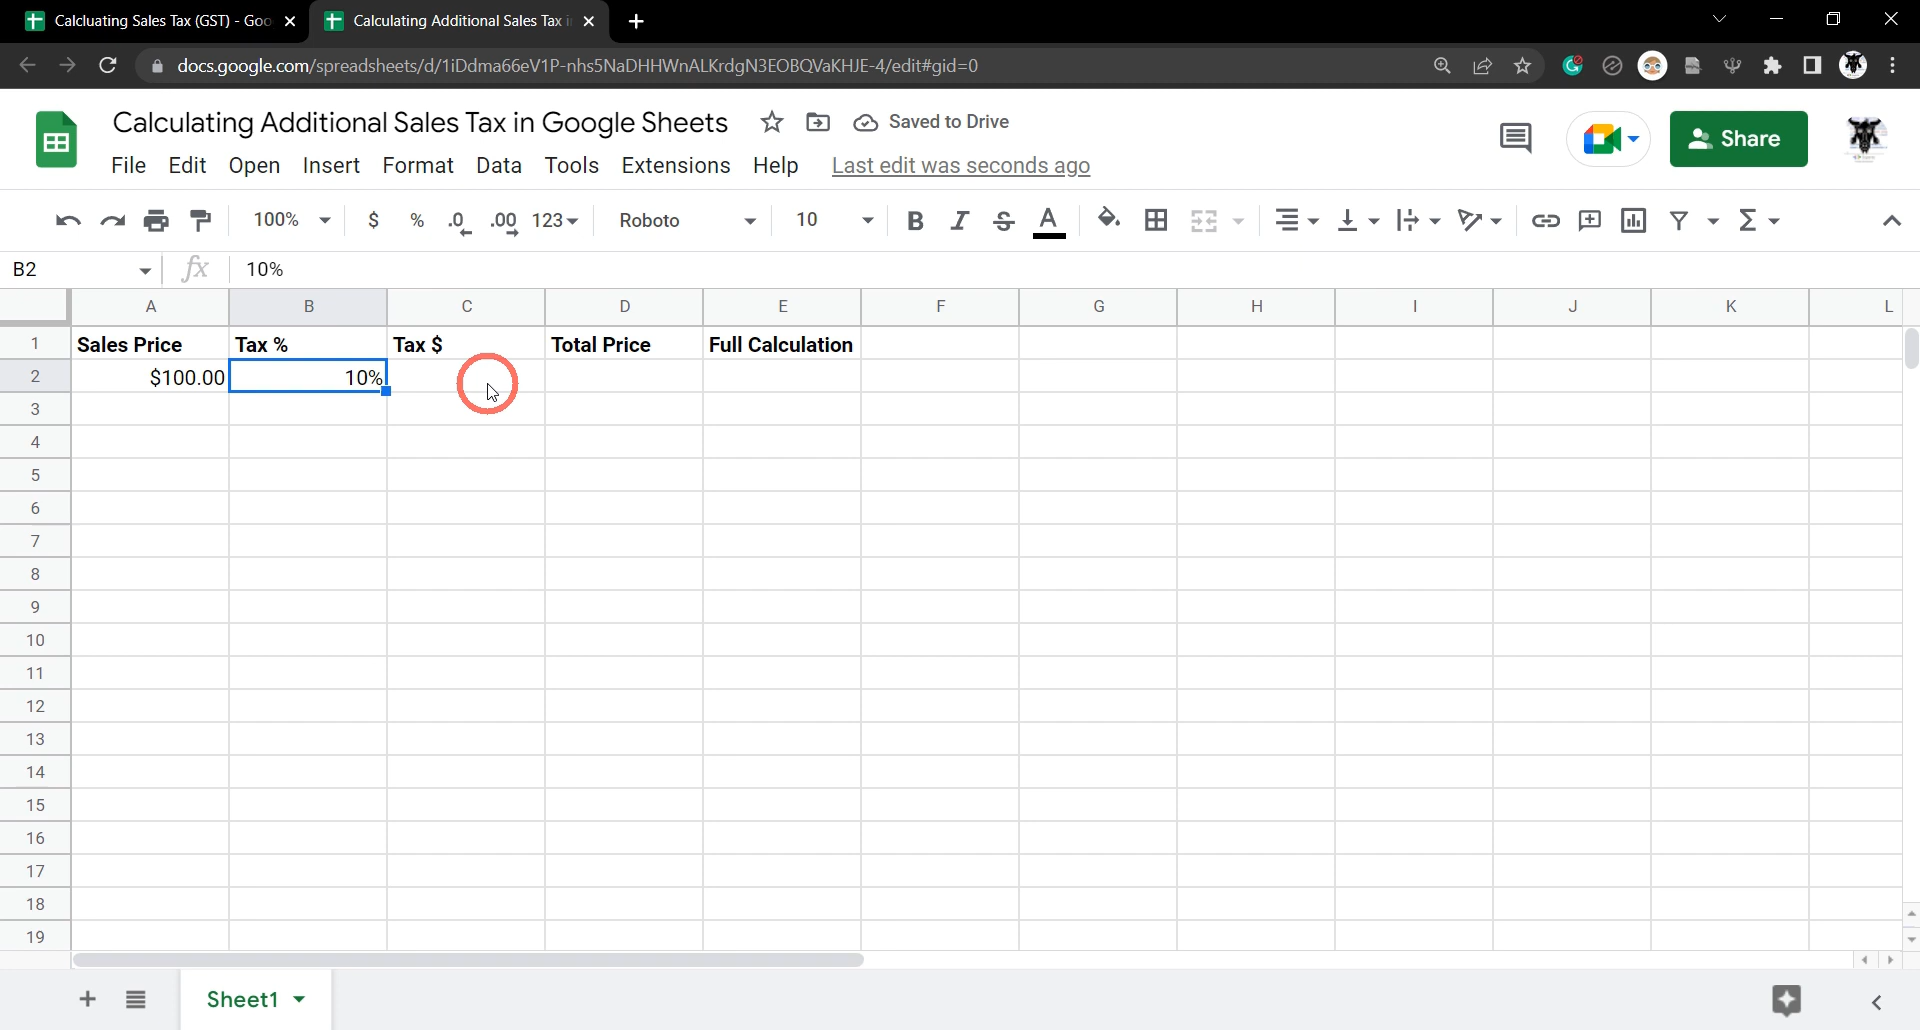 Calcluating Sales Tax (GST) - Goo
Calculating Additional Sales Tax i
docs.google.com/spreadsheets/d/1iDdma66eV1P-nhs5NaDHHWnALKrdgN3EOBQVaKHJE-4/edit#gid=0
Calculating Additional Sales Tax in Google Sheets
Saved to Drive
File Edit Open Insert Format Data Tools Extensions Help Last edit was seconds ago
Share
100% $ % .0 .00 123 Roboto 10 B I S A
B2 fx 10%
A B C D E F G H I J K L
1 Sales Price Tax % Tax $ Total Price Full Calculation
2 $100.00 10%
3
4
5
6
7
8
9
10
11
12
13
14
15
16
17
18
19
Sheet1